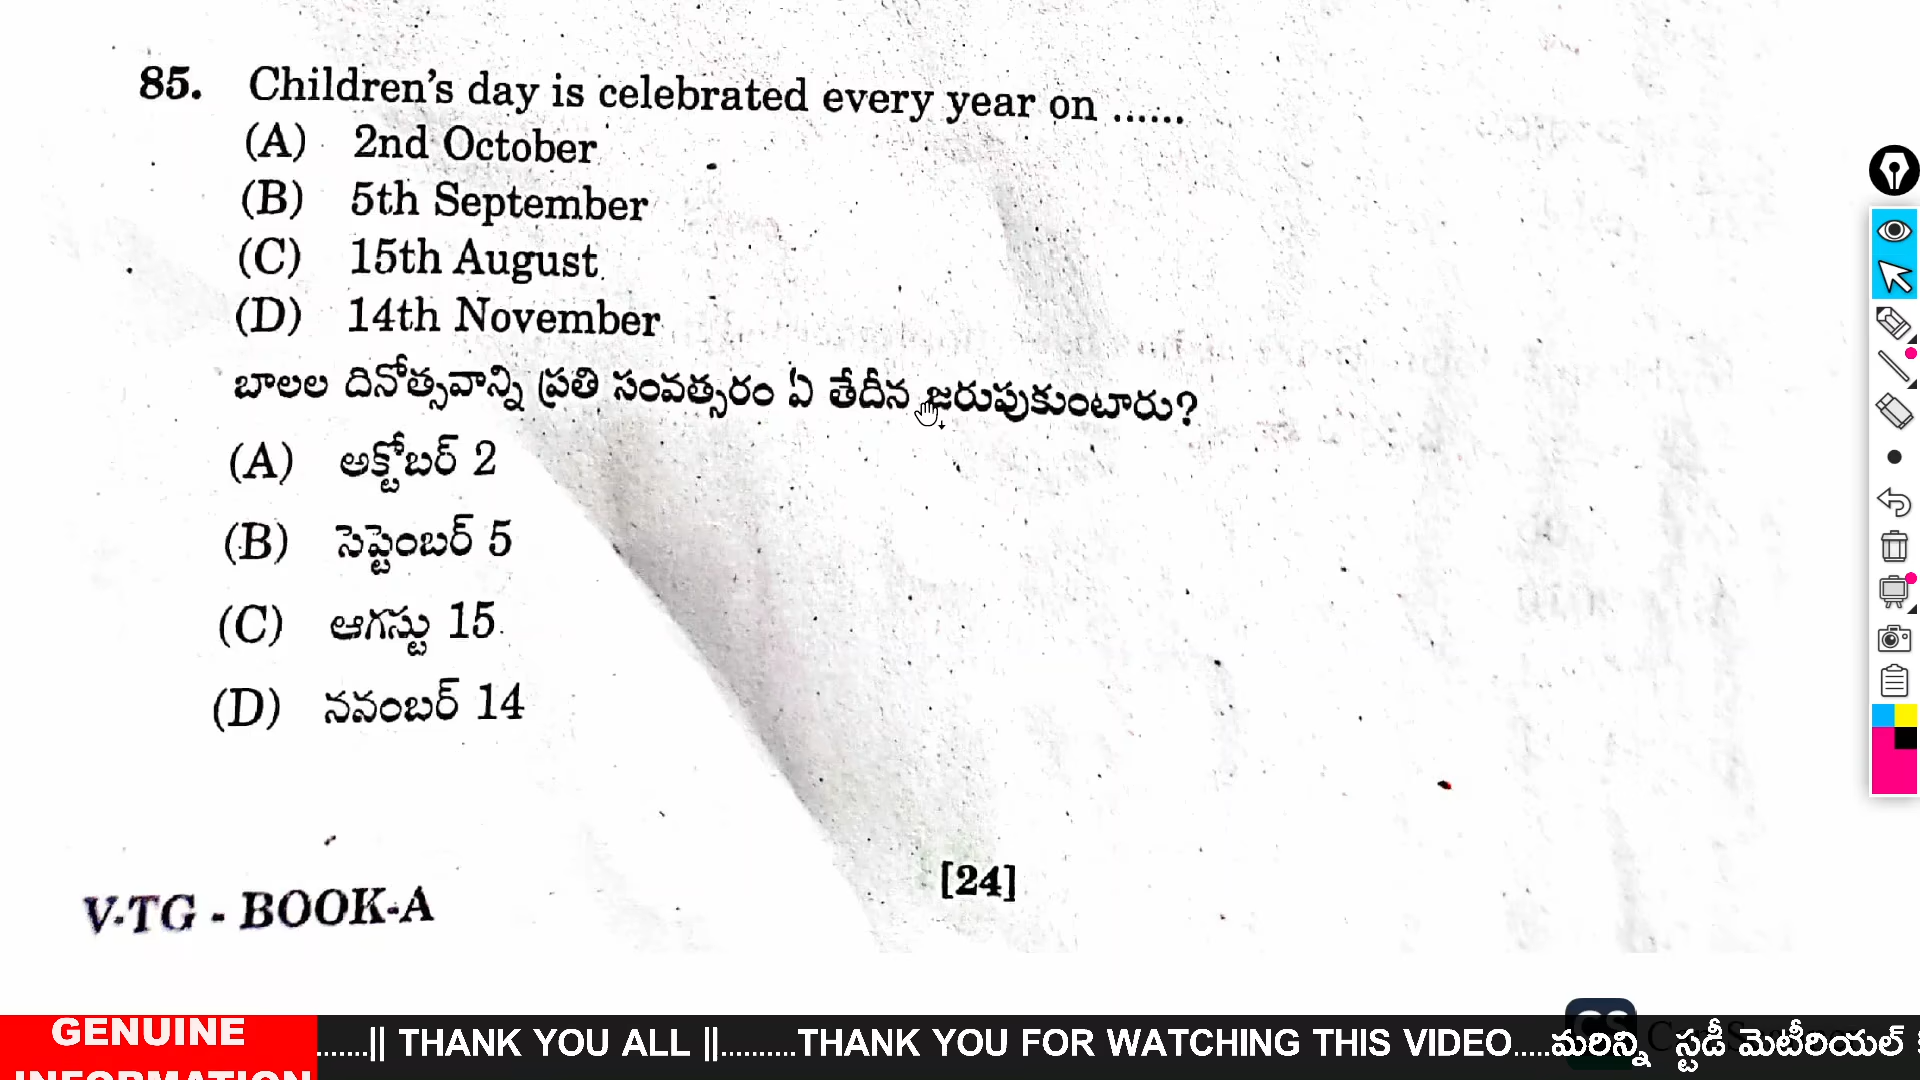 85. Children's day is celebrated every year on ......
(A) 2nd October
(B) 5th September
(C) 15th August
(D) 14th November
బాలల దినోత్సవాన్ని ప్రతి సంవత్సరం ఏ తేదీన జరుపుకుంటారు?
(A) అక్టోబర్ 2
(B) సెప్టెంబర్ 5
(C) ఆగస్టు 15
(D) నవంబర్ 14
[24]
V-TG - BOOK-A
CS
GENUINE
INFORMATION
.......|| THANK YOU ALL ||..........THANK YOU FOR WATCHING THIS VIDEO.....మరిన్ని స్టడీ మెటీరియల్